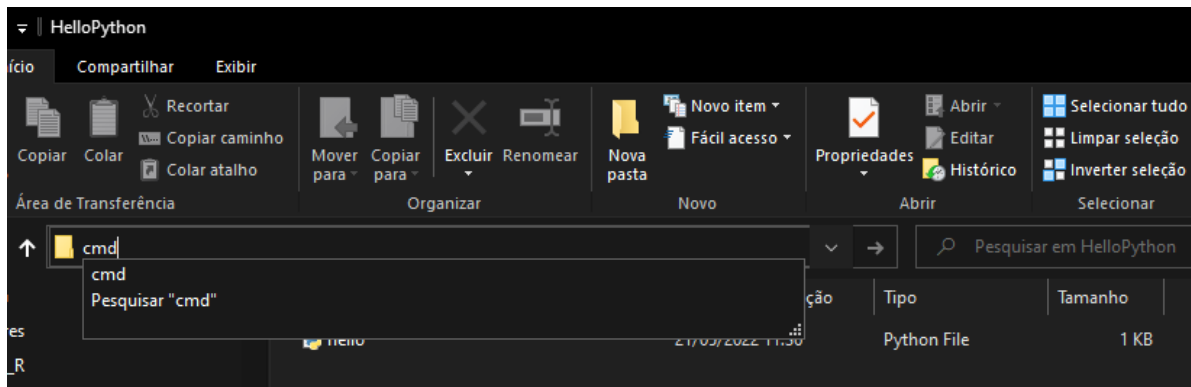 HelloPython
ício Compartilhar Exibir
Copiar
Colar
Recortar
Copiar caminho
Colar atalho
Área de Transferência
Mover para
Copiar para
Excluir
Renomear
Organizar
Nova pasta
Novo item
Fácil acesso
Novo
Propriedades
Abrir
Editar
Histórico
Abrir
Selecionar tudo
Limpar seleção
Inverter seleção
Selecionar
cmd
Pesquisar em HelloPython
cmd
Pesquisar "cmd"
ção Tipo Tamanho
res
hello Python File 1 KB
_R